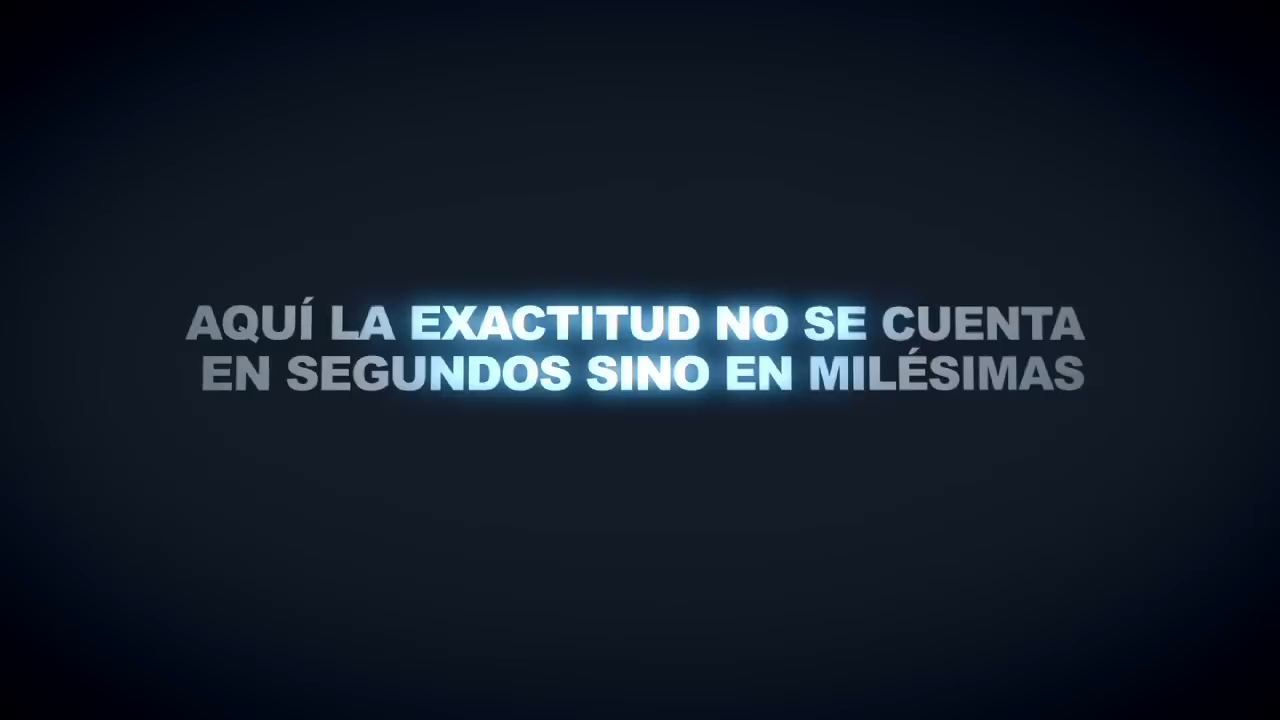 AQUÍ LA EXACTITUD NO SE CUENTA
EN SEGUNDOS SINO EN MILÉSIMAS